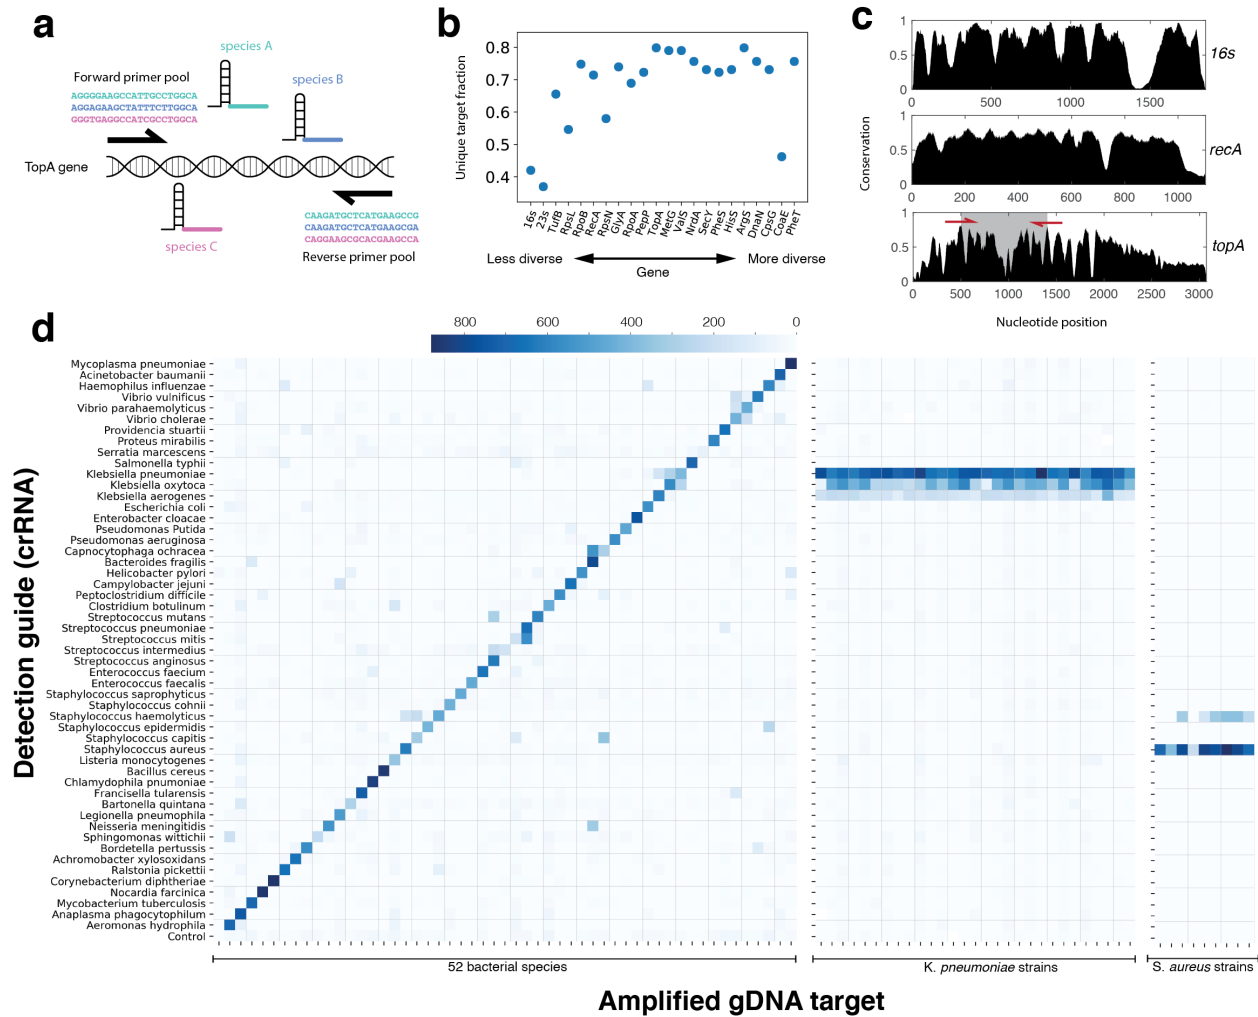 a
species A
Forward primer pool
species B
AGGGGAAGCCATTGCCTGGCA
AGGAGAAGCTATTTCTTGGCA
GGGTGAGGCCATCGCCTGGCA
TopA gene
species C
CAAGATGCTCATGAAGCCG
CAAGATGCTCATGAAGCGA
CAGGAAGCGCACGAAGCCA
Reverse primer pool
b
Unique target fraction
0.8
0.7
0.6
0.5
0.4
16s
23s
TufB
RpsL
RpoB
RecA
RpsN
GlyA
RpoA
PepP
TopA
MetG
ValS
NrdA
SecY
PheS
HisS
ArgS
DnaN
CpsG
CoaE
PheT
Less diverse
More diverse
Gene
c
Conservation
1
0.5
0
0 500 1000 1500
16s
1
0.5
0
0 200 400 600 800 1000
recA
1
0.5
0
0 500 1000 1500 2000 2500 3000
topA
Nucleotide position
d
800 600 400 200 0
Detection guide (crRNA)
Mycoplasma pneumoniae
Acinetobacter baumanii
Haemophilus influenzae
Vibrio vulnificus
Vibrio parahaemolyticus
Vibrio cholerae
Providencia stuartii
Proteus mirabilis
Serratia marcescens
Salmonella typhii
Klebsiella pneumoniae
Klebsiella oxytoca
Klebsiella aerogenes
Escherichia coli
Enterobacter cloacae
Pseudomonas Putida
Pseudomonas aeruginosa
Capnocytophaga ochracea
Bacteroides fragilis
Helicobacter pylori
Campylobacter jejuni
Peptoclostridium difficile
Clostridium botulinum
Streptococcus mutans
Streptococcus pneumoniae
Streptococcus mitis
Streptococcus intermedius
Streptococcus anginosus
Enterococcus faecium
Enterococcus faecalis
Staphylococcus saprophyticus
Staphylococcus cohnii
Staphylococcus haemolyticus
Staphylococcus epidermidis
Staphylococcus capitis
Staphylococcus aureus
Listeria monocytogenes
Bacillus cereus
Chlamydophila pnumoniae
Francisella tularensis
Bartonella quintana
Legionella pneumophila
Neisseria meningitidis
Sphingomonas wittichii
Bordetella pertussis
Achromobacter xylosoxidans
Ralstonia pickettii
Corynebacterium diphtheriae
Nocardia farcinica
Mycobacterium tuberculosis
Anaplasma phagocytophilum
Aeromonas hydrophila
Control
52 bacterial species
K. pneumoniae strains
S. aureus strains
Amplified gDNA target